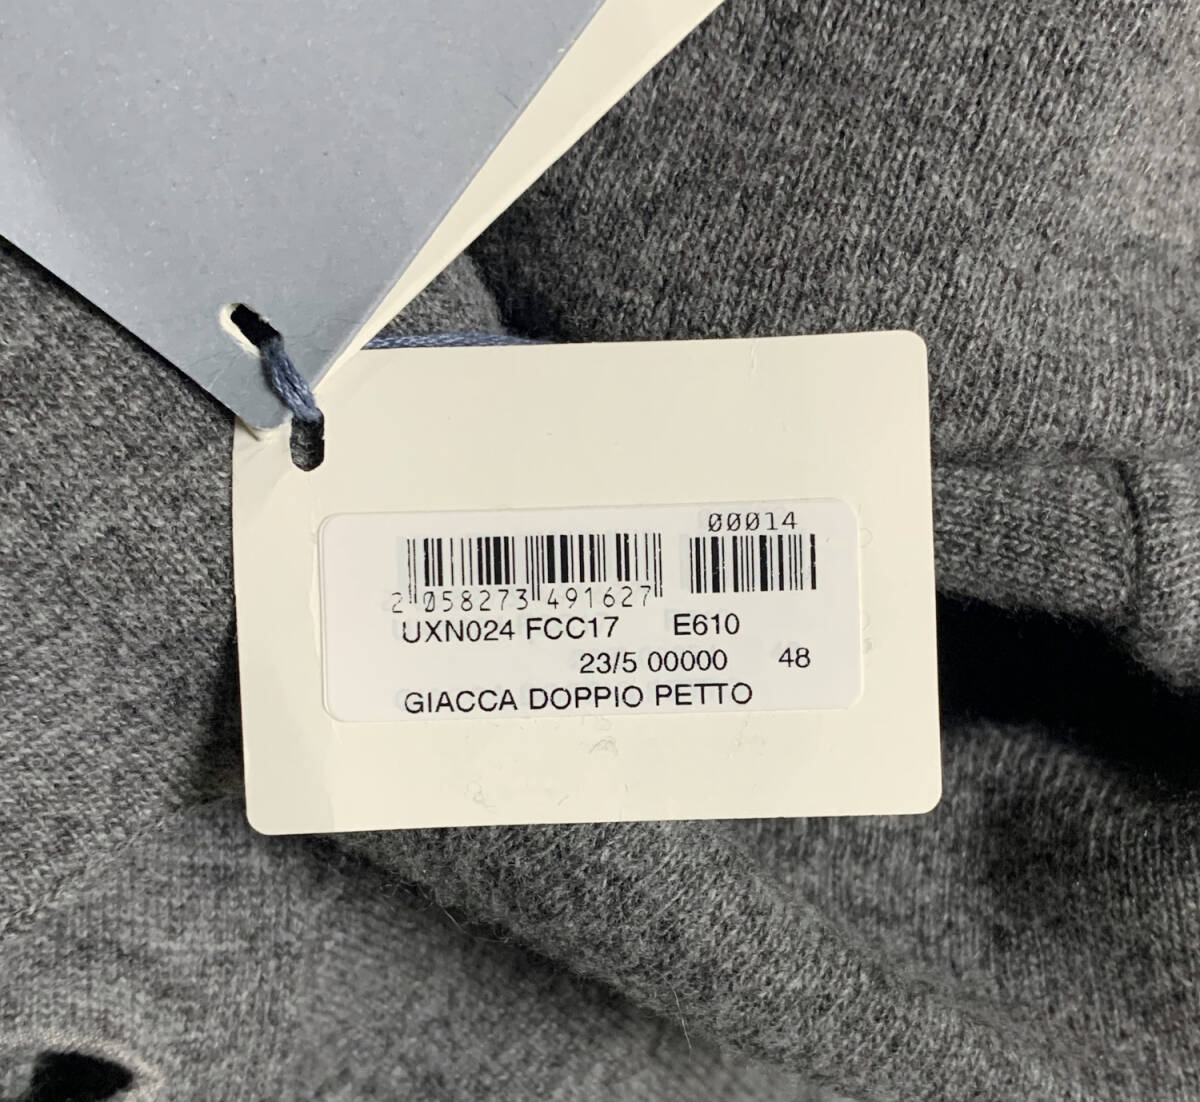 00014
2 058273 491627
UXN024 FCC17 E610
23/5 00000 48
GIACCA DOPPIO PETTO